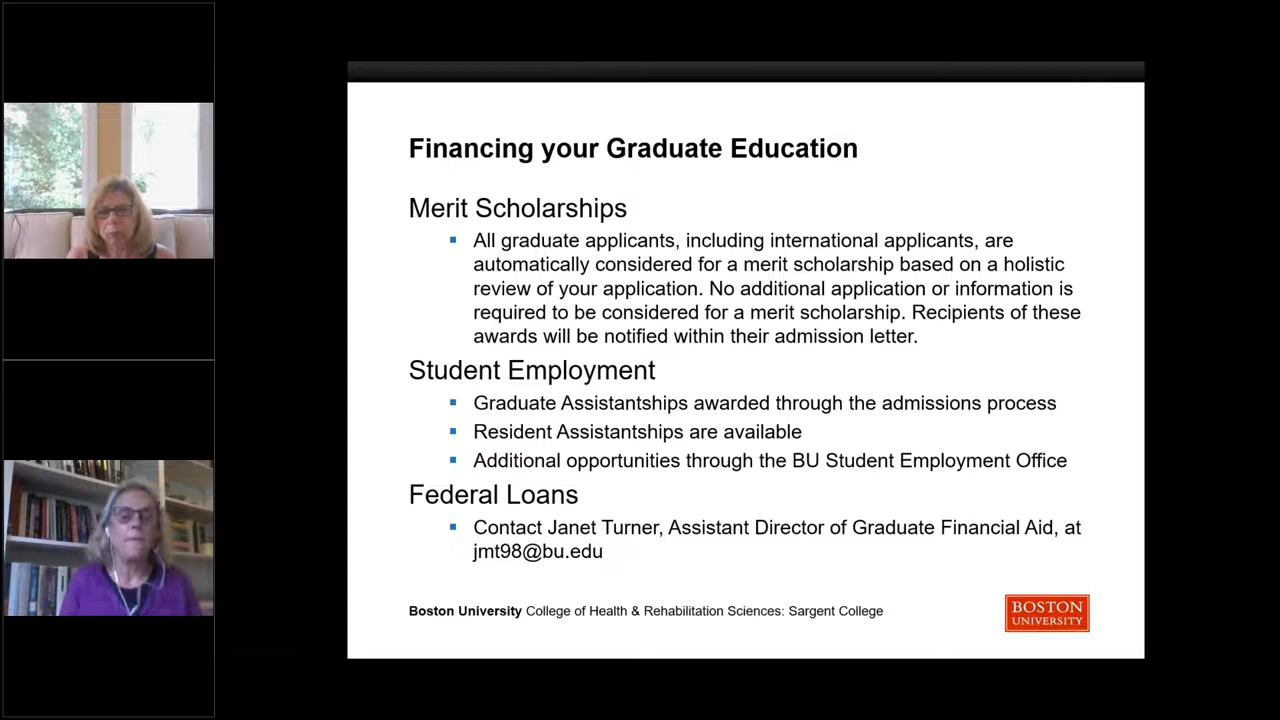 Financing your Graduate Education
Merit Scholarships
All graduate applicants, including international applicants, are
automatically considered for a merit scholarship based on a holistic
review of your application. No additional application or information is
required to be considered for a merit scholarship. Recipients of these
awards will be notified within their admission letter.
Student Employment
Graduate Assistantships awarded through the admissions process
Resident Assistantships are available
Additional opportunities through the BU Student Employment Office
Federal Loans
Contact Janet Turner, Assistant Director of Graduate Financial Aid, at
jmt98@bu.edu
Boston University College of Health & Rehabilitation Sciences: Sargent College
BOSTON
UNIVERSITY